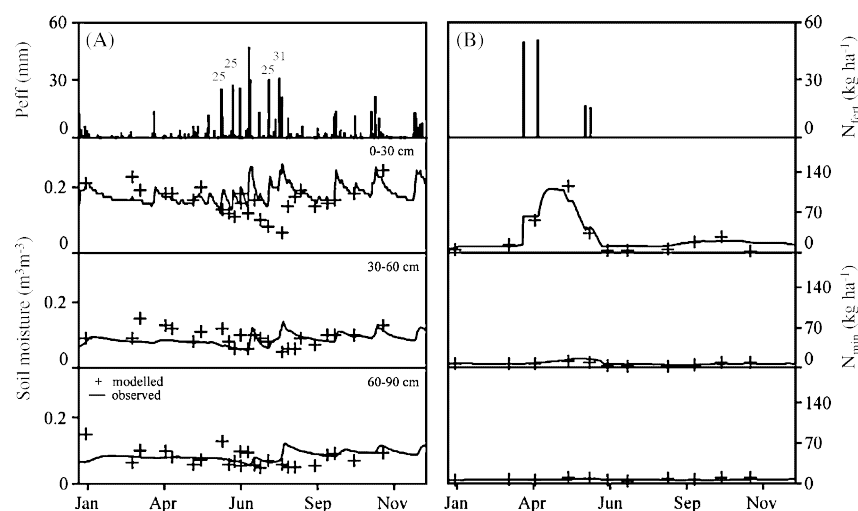 (A)
(B)
Peff (mm)
60
30
0
25
25
25
31
60
30
0
Nfert (kg ha-1)
0-30 cm
0.2
0
140
70
0
Soil moisture (m3m-3)
30-60 cm
0.2
0
140
70
0
Nmin (kg ha-1)
+ modelled
— observed
60-90 cm
0.2
0
140
70
0
Jan Apr Jun Sep Nov
Jan Apr Jun Sep Nov